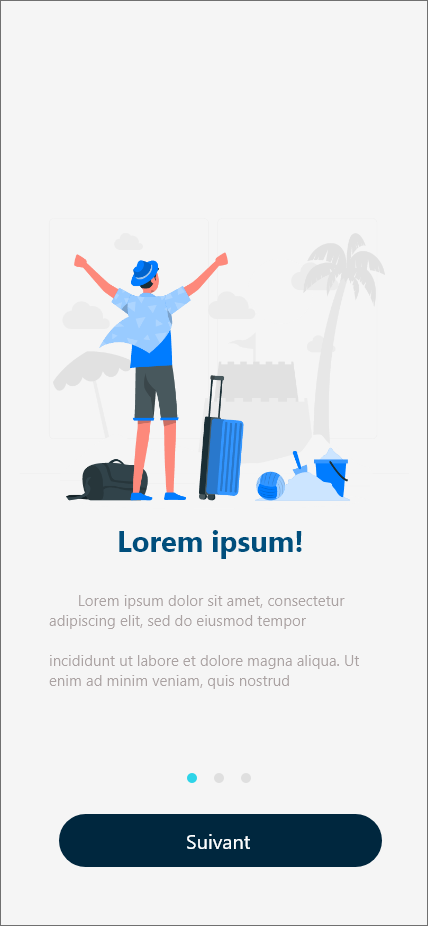 Lorem ipsum!
Lorem ipsum dolor sit amet, consectetur
adipiscing elit, sed do eiusmod tempor
incididunt ut labore et dolore magna aliqua. Ut
enim ad minim veniam, quis nostrud
Suivant